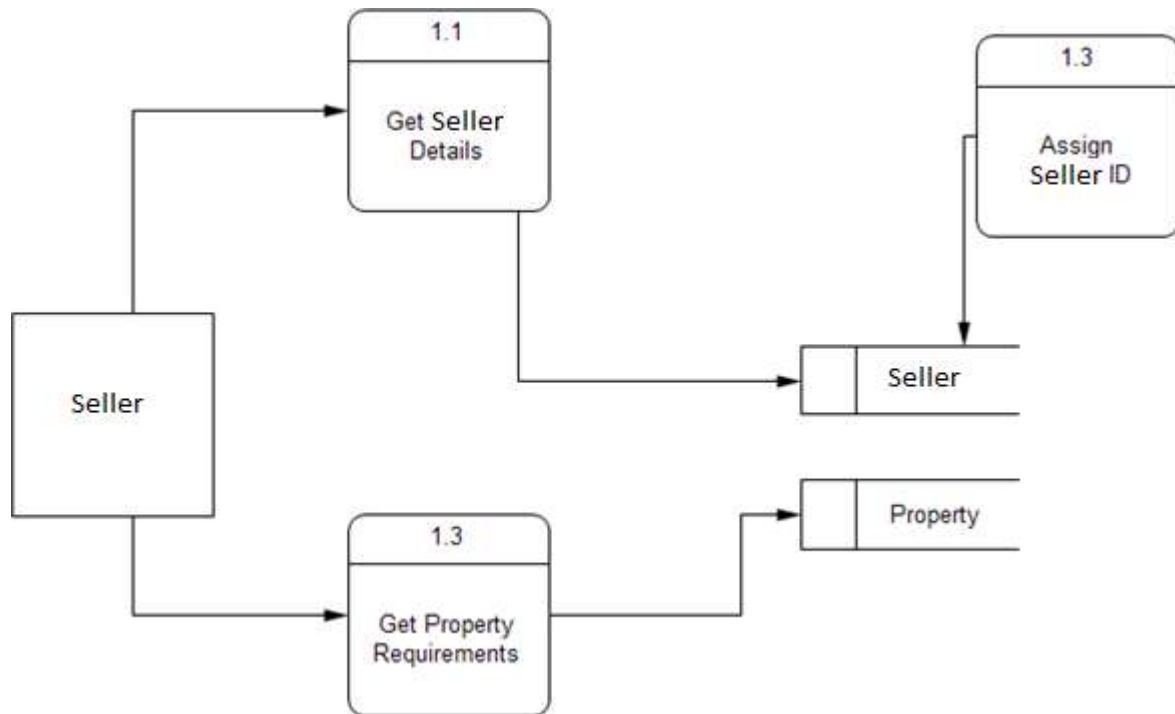 1.1
Get Seller
Details
1.3
Assign
Seller ID
Seller
Seller
Property
1.3
Get Property
Requirements